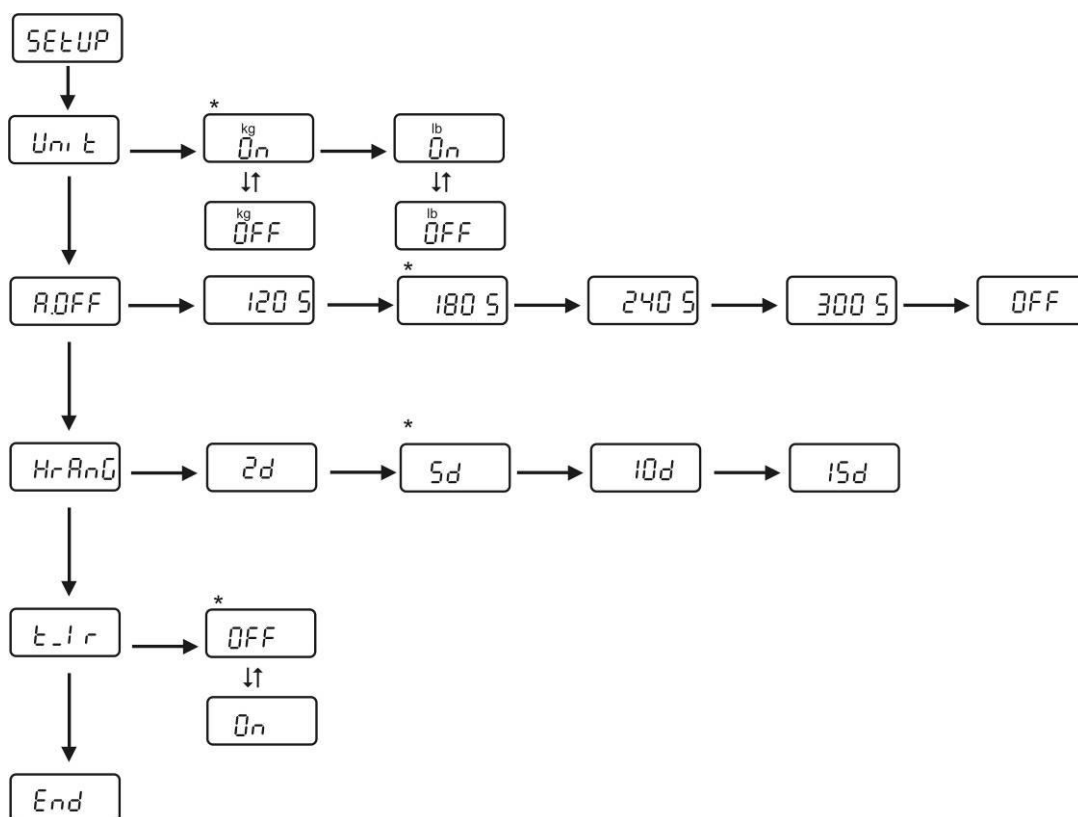 SEtUP
*
Unit
kg On
lb On
kg OFF
lb OFF
*
A.OFF 120 S 180 S 240 S 300 S OFF
*
HrAnG 2d 5d 10d 15d
*
t_Ir OFF
On
End